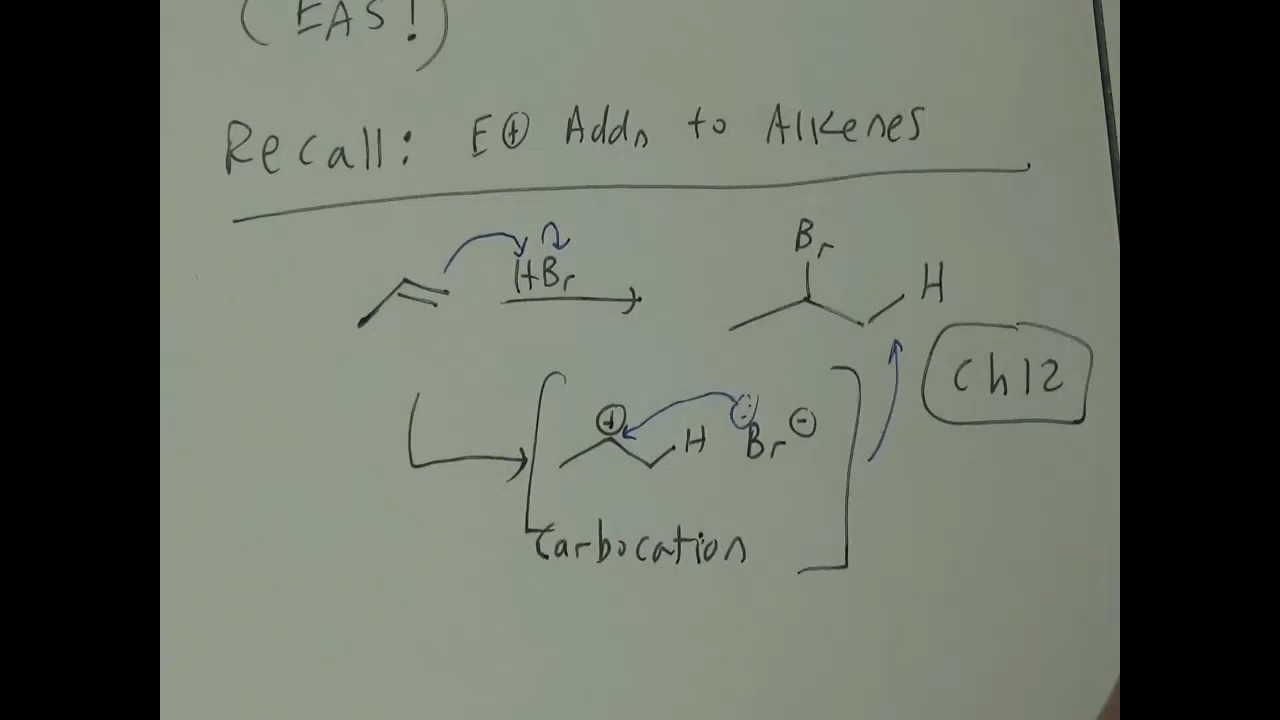 (EAS!)
Recall: E⊕ Addn to Alkenes
HBr
Br
H
Ch12
⊕ H Br ⊖
Carbocation